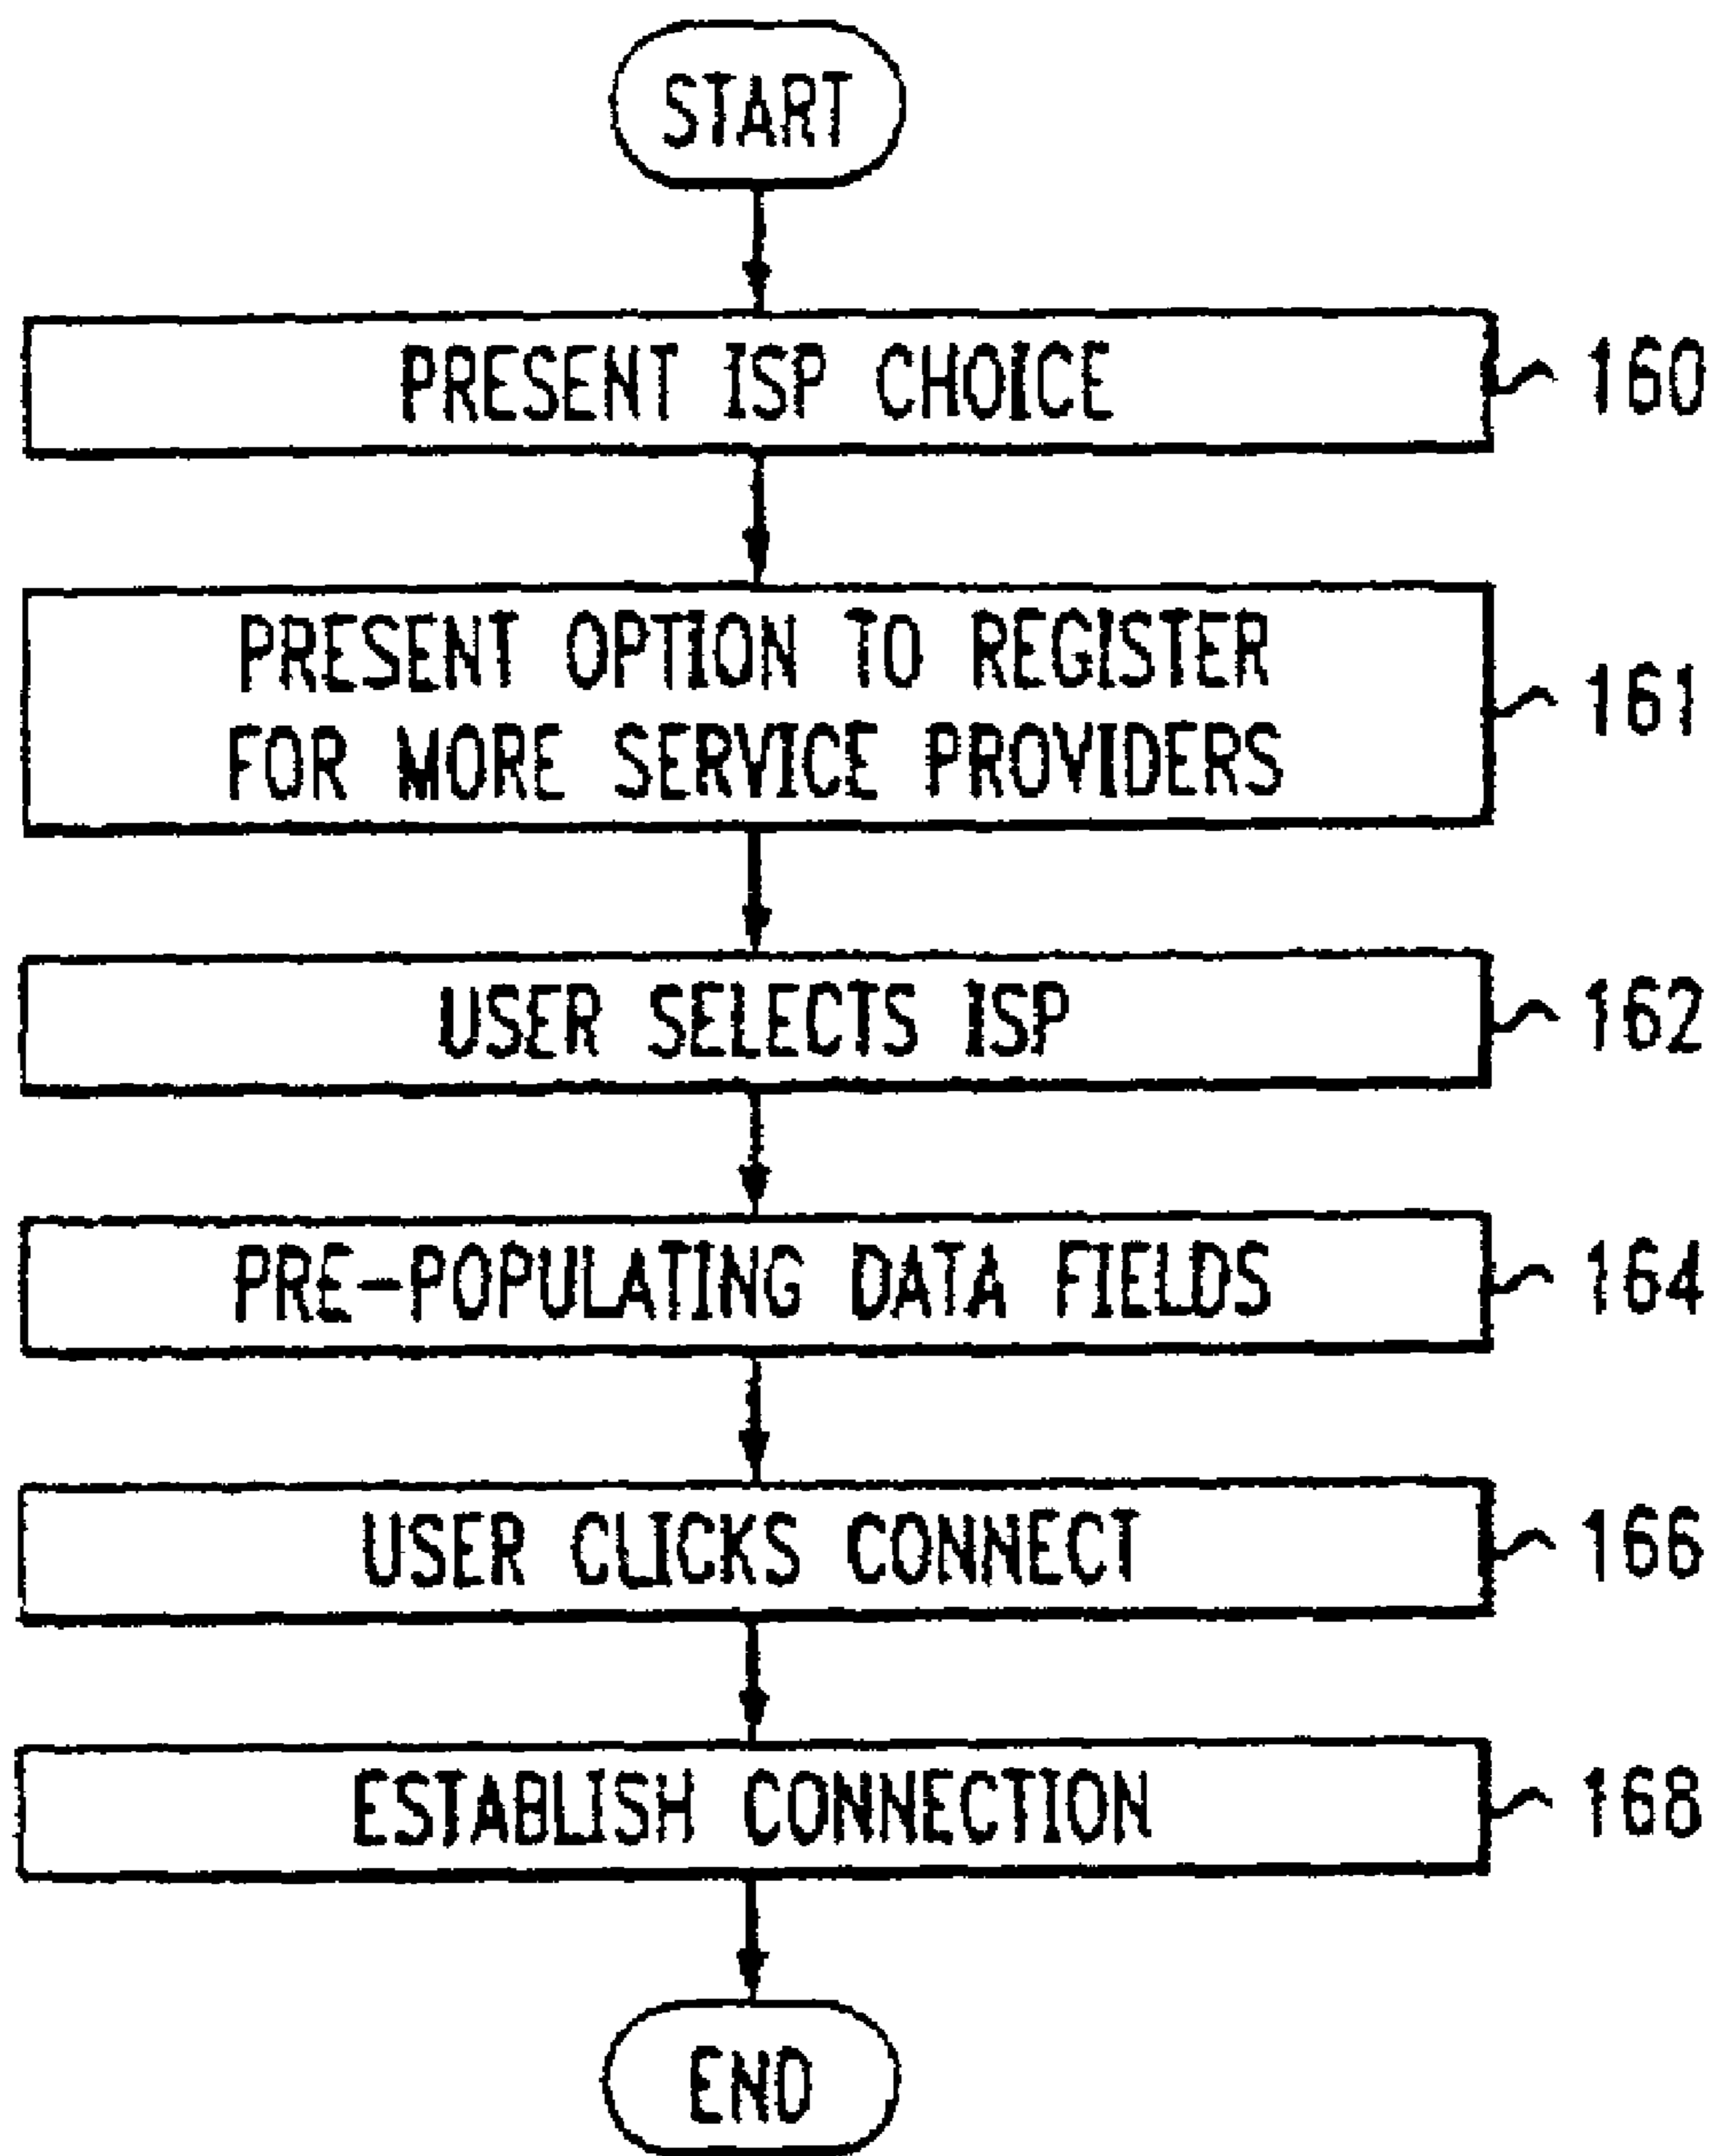 START
PRESENT ISP CHOICE
160
PRESENT OPTION TO REGISTER
FOR MORE SERVICE PROVIDERS
161
USER SELECTS ISP
162
PRE-POPULATING DATA FIELDS
164
USER CLICKS CONNECT
166
ESTABLISH CONNECTION
168
END